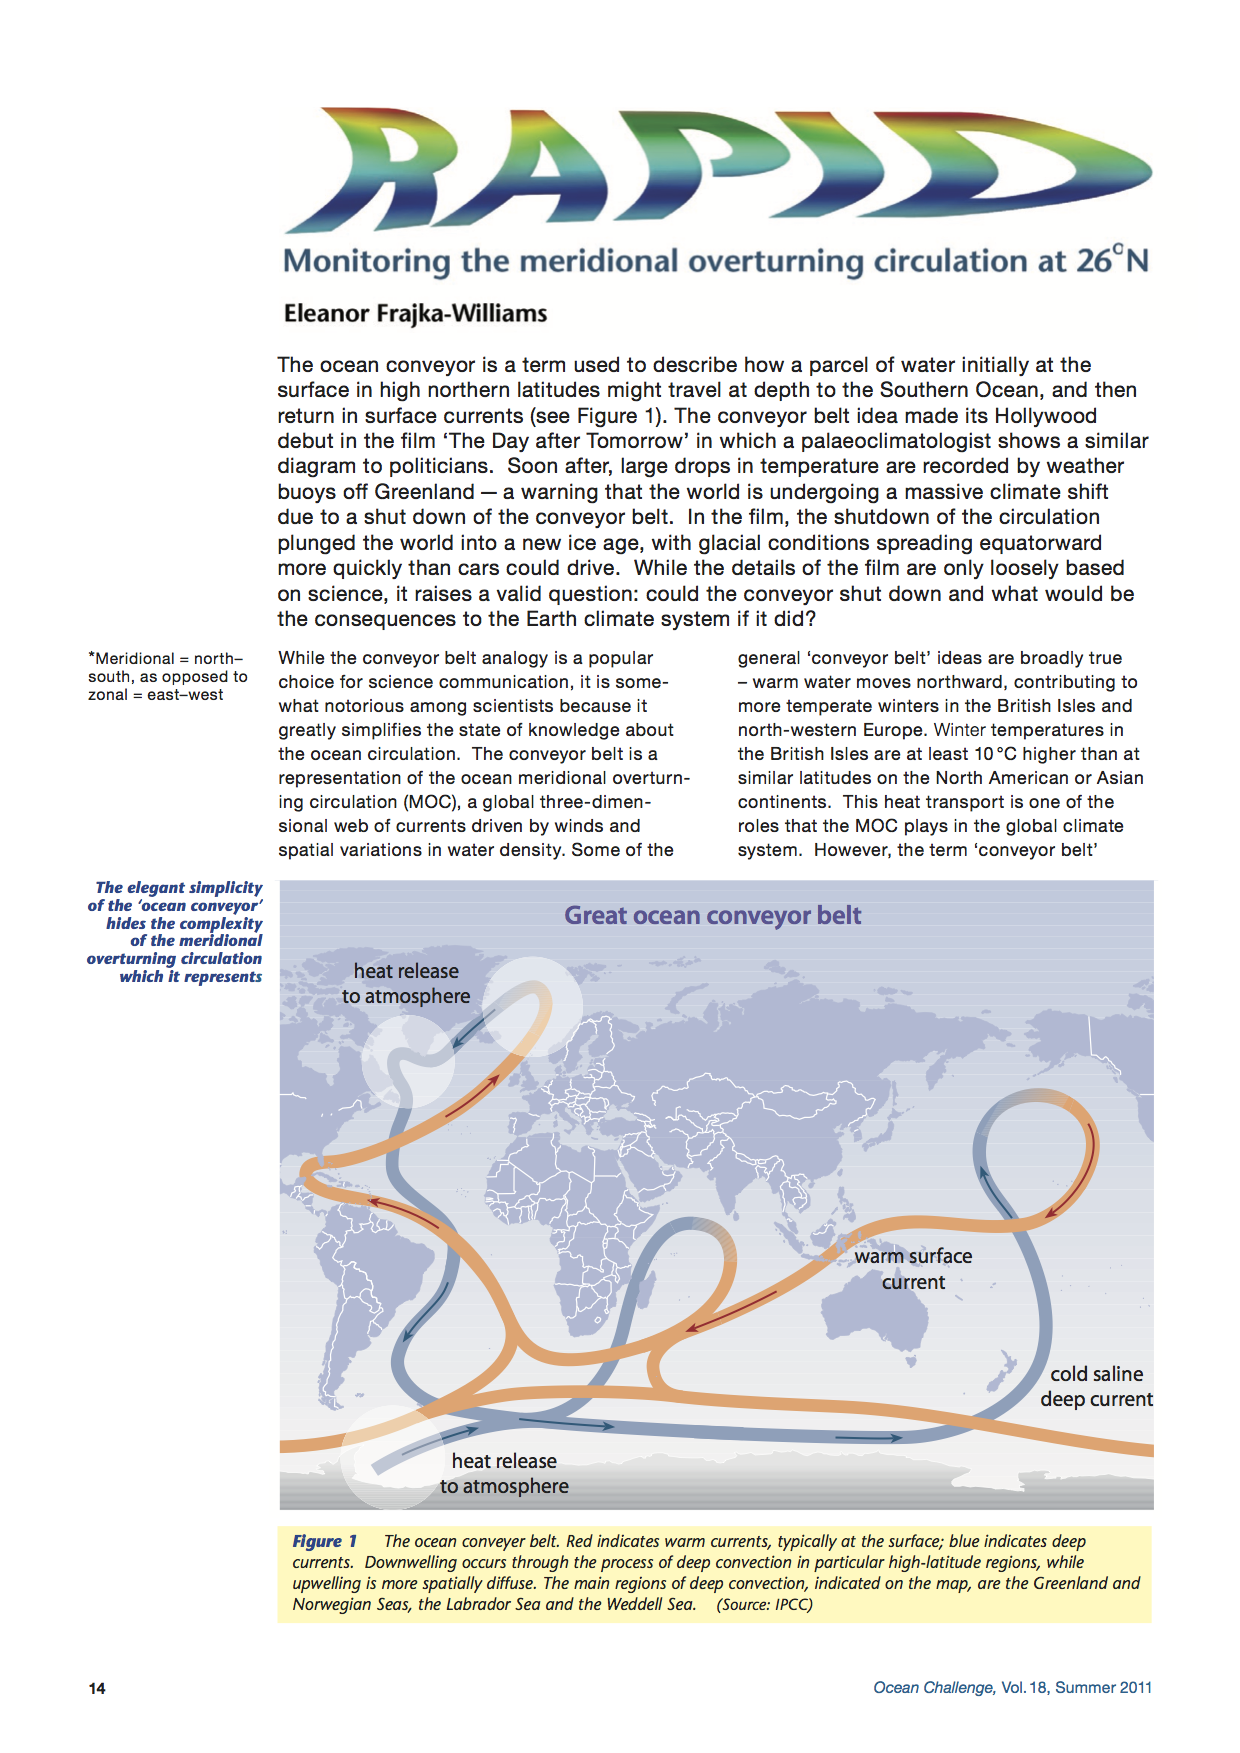 RAPID
Monitoring the meridional overturning circulation at 26°N
Eleanor Frajka-Williams
The ocean conveyor is a term used to describe how a parcel of water initially at the
surface in high northern latitudes might travel at depth to the Southern Ocean, and then
return in surface currents (see Figure 1). The conveyor belt idea made its Hollywood
debut in the film ‘The Day after Tomorrow’ in which a palaeoclimatologist shows a similar
diagram to politicians.  Soon after, large drops in temperature are recorded by weather
buoys off Greenland — a warning that the world is undergoing a massive climate shift
due to a shut down of the conveyor belt.  In the film, the shutdown of the circulation
plunged the world into a new ice age, with glacial conditions spreading equatorward
more quickly than cars could drive.  While the details of the film are only loosely based
on science, it raises a valid question: could the conveyor shut down and what would be
the consequences to the Earth climate system if it did?
*Meridional = north–
south, as opposed to
zonal = east–west
While the conveyor belt analogy is a popular
choice for science communication, it is some-
what notorious among scientists because it
greatly simplifies the state of knowledge about
the ocean circulation.  The conveyor belt is a
representation of the ocean meridional overturn-
ing circulation (MOC), a global three-dimen-
sional web of currents driven by winds and
spatial variations in water density. Some of the
general ‘conveyor belt’ ideas are broadly true
– warm water moves northward, contributing to
more temperate winters in the British Isles and
north-western Europe. Winter temperatures in
the British Isles are at least 10 °C higher than at
similar latitudes on the North American or Asian
continents.  This heat transport is one of the
roles that the MOC plays in the global climate
system.  However, the term ‘conveyor belt’
The elegant simplicity
of the ‘ocean conveyor’
hides the complexity
of the meridional
overturning circulation
which it represents
Great ocean conveyor belt
heat release
to atmosphere
warm surface
current
cold saline
deep current
heat release
to atmosphere
Figure 1    The ocean conveyer belt. Red indicates warm currents, typically at the surface; blue indicates deep
currents.  Downwelling occurs through the process of deep convection in particular high-latitude regions, while
upwelling is more spatially diffuse. The main regions of deep convection, indicated on the map, are the Greenland and
Norwegian Seas, the Labrador Sea and the Weddell Sea.    (Source: IPCC)
14
Ocean Challenge, Vol. 18, Summer 2011